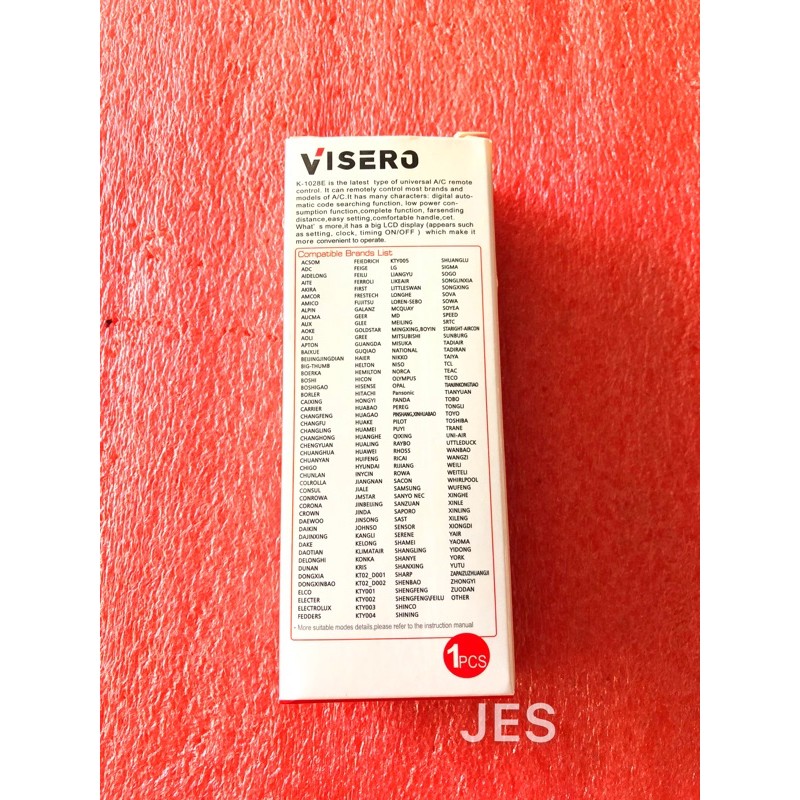 VISERO
K-1028E is the latest type of universal A/C remote
control. It can remotely control most brands and
models of A/C.It has many characters: digital auto-
matic code searching function, low power con-
sumption function,complete function, farsending
distance,easy setting,comfortable handle,cet.
What' s more,it has a big LCD display (appears such
as setting, clock, timing ON/OFF ) which make it
more convenient to operate.
Compatible Brands List
ACSOM
ADC
AIDELONG
AITE
AKIRA
AMCOR
AMICO
ALPIN
AUCMA
AUX
AOKE
AOLI
APTON
BAIXUE
BEIJINGJINGDIAN
BIG-THUMB
BOERKA
BOSHI
BOSHIGAO
BORLER
CAIXING
CARRIER
CHANGFENG
CHANGFU
CHANGLING
CHANGHONG
CHENGYUAN
CHUANGHUA
CHUANYAN
CHIGO
CHUNLAN
COLROLLA
CONSUL
CONROWA
CORONA
CROWN
DAEWOO
DAIKIN
DAJINXING
DAKE
DAOTIAN
DELONGHI
DUNAN
DONGXIA
DONGXINBAO
ELCO
ELECTER
ELECTROLUX
FEDDERS
FEIEDRICH
FEIGE
FEILU
FERROLI
FIRST
FRESTECH
FUJITSU
GALANZ
GEER
GLEE
GOLDSTAR
GREE
GUANGDA
GUQIAO
HAIER
HELTON
HEMILTON
HICON
HISENSE
HITACHI
HONGYI
HUABAO
HUAGAO
HUAKE
HUAMEI
HUANGHE
HUALING
HUAWEI
HUIFENG
HYUNDAI
INYCIN
JIANGNAN
JIALE
JMSTAR
JINBEIJING
JINDA
JINSONG
JOHNSO
KANGLI
KELONG
KLIMATAIR
KONKA
KRIS
KT02_D001
KT02_D002
KTY001
KTY002
KTY003
KTY004
KTY005
LG
LIANGYU
LIKEAIR
LITTLESWAN
LONGHE
LOREN-SEBO
MCQUAY
MD
MEILING
MINGXING,BOYIN
MITSUBISHI
MISUKA
NATIONAL
NIKKO
NISO
NORCA
OLYMPUS
OPAL
Pansonic
PANDA
PEREG
PINSHANG,XINHUABAO
PILOT
PUYI
QIXING
RAYBO
RHOSS
RICAI
RIJIANG
ROWA
SACON
SAMSUNG
SANYO NEC
SANZUAN
SAPORO
SAST
SENSOR
SERENE
SHAMEI
SHANGLING
SHANYE
SHANXING
SHARP
SHENBAO
SHENGFENG
SHENGFENG\FEILU
SHINCO
SHINING
SHUANGLU
SIGMA
SOGO
SONGLINXIA
SONGXING
SOVA
SOWA
SOYEA
SPEED
SRTC
STARIGHT-AIRCON
SUNBURG
TADIAIR
TADIRAN
TAIYA
TCL
TEAC
TECO
TIANJINKONGTIAO
TIANYUAN
TOBO
TONGLI
TOYO
TOSHIBA
TRANE
UNI-AIR
UTTLEDUCK
WANBAO
WANGZI
WEILI
WEITELI
WHIRLPOOL
WUFENG
XINGHE
XINLE
XINLING
XILENG
XIONGDI
YAIR
YAOMA
YIDONG
YORK
YUTU
ZAPAIZUZHUANGJI
ZHONGYI
ZUODAN
OTHER
• More suitable modes details,please refer to the instruction manual
1PCS
JES